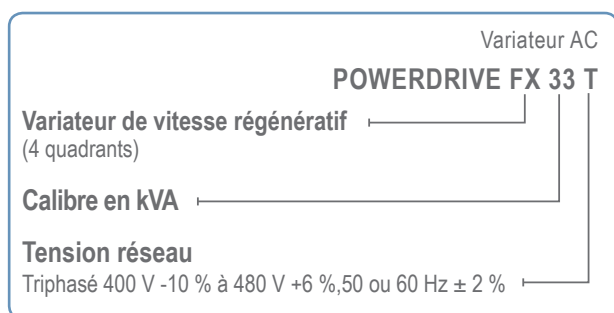 Variateur AC
POWERDRIVE FX 33 T
Variateur de vitesse régénératif
(4 quadrants)
Calibre en kVA
Tension réseau
Triphasé 400 V -10 % à 480 V +6 %,50 ou 60 Hz ± 2 %